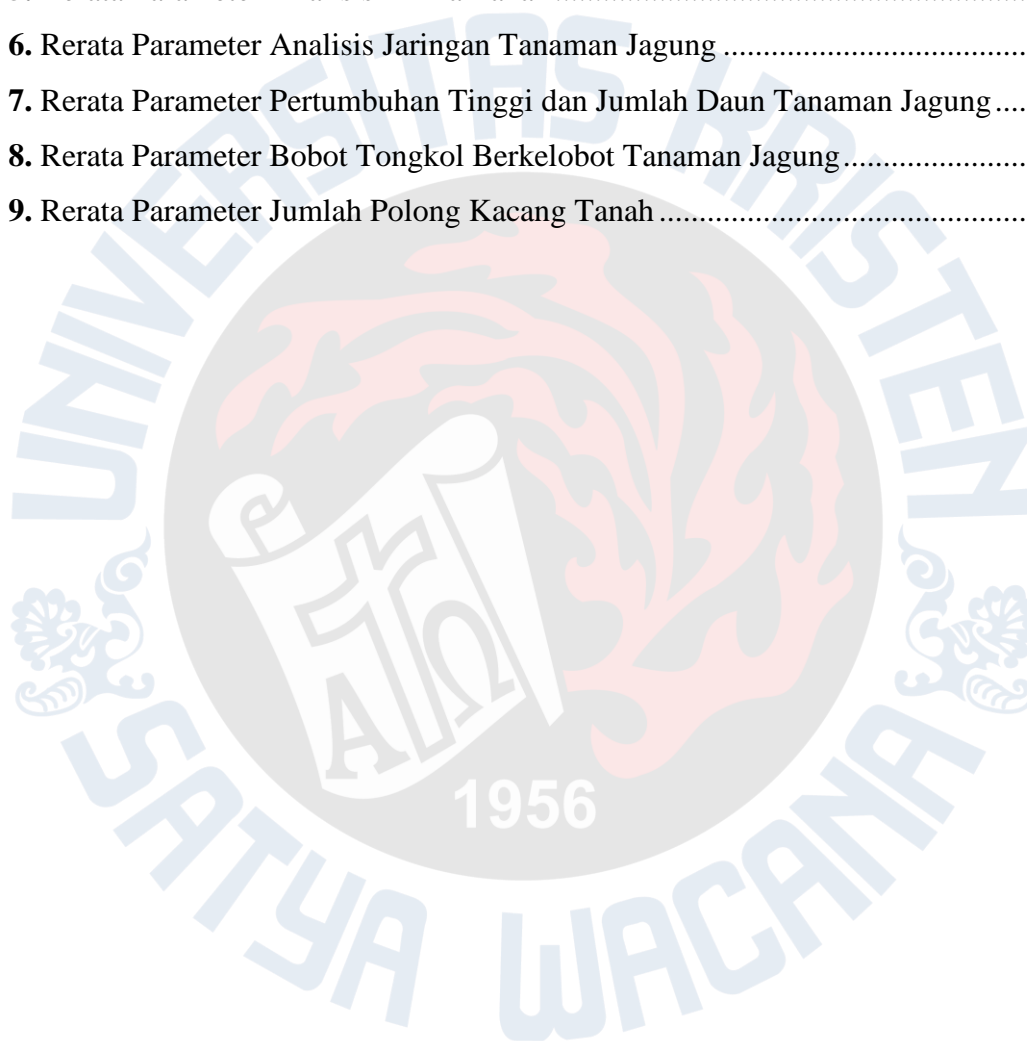 6. Rerata Parameter Analisis Jaringan Tanaman Jagung ......................................
7. Rerata Parameter Pertumbuhan Tinggi dan Jumlah Daun Tanaman Jagung ....
8. Rerata Parameter Bobot Tongkol Berkelobot Tanaman Jagung .......................
9. Rerata Parameter Jumlah Polong Kacang Tanah ..............................................
UNIVERSITAS KRISTEN
ΑΩ
1956
SATYA WACANA